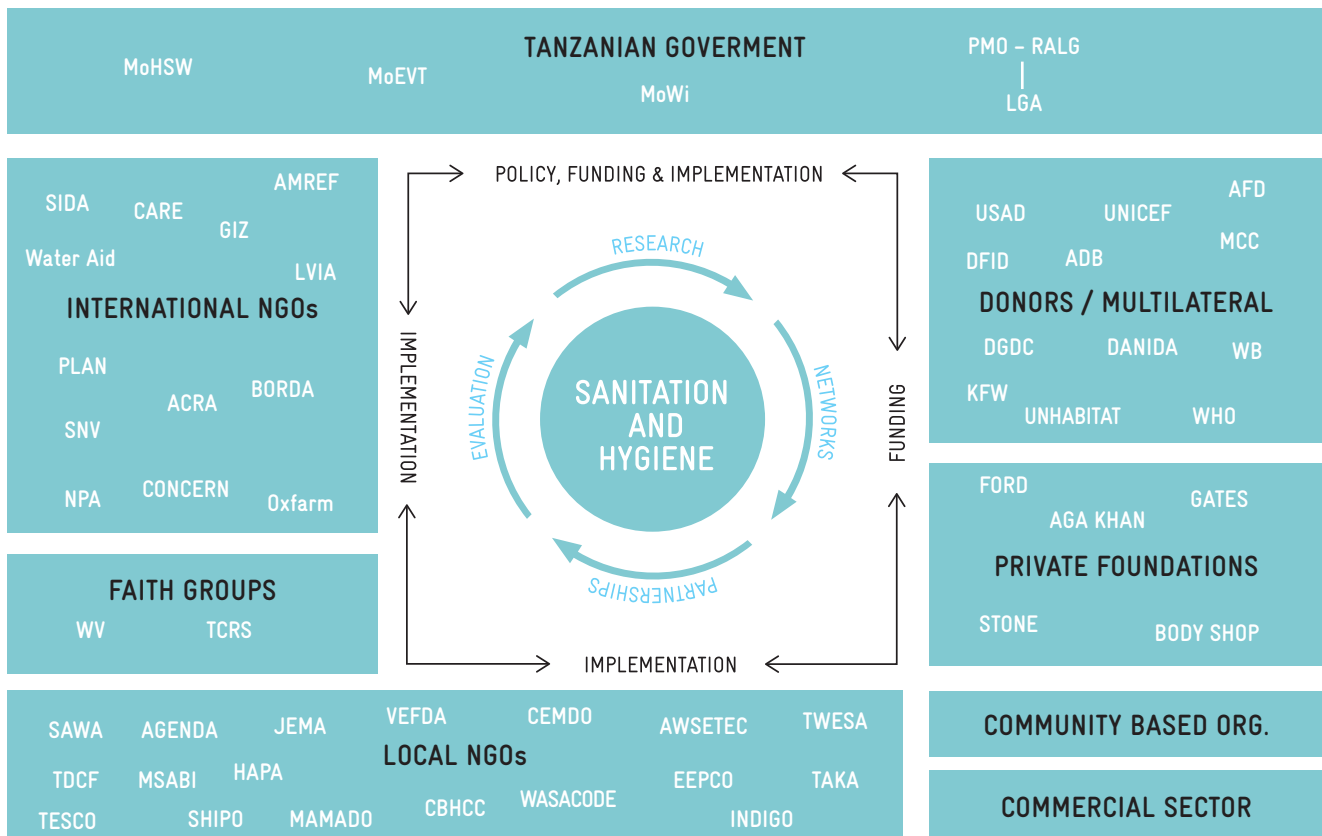 TANZANIAN GOVERMENT
MoHSW
MoEVT
MoWi
PMO – RALG
LGA
SIDA
CARE
AMREF
GIZ
Water Aid
LVIA
INTERNATIONAL NGOs
PLAN
ACRA
BORDA
SNV
NPA
CONCERN
Oxfarm
FAITH GROUPS
WV
TCRS
POLICY, FUNDING & IMPLEMENTATION
IMPLEMENTATION
FUNDING
IMPLEMENTATION
RESEARCH
NETWORKS
PARTNERSHIPS
EVALUATION
SANITATION
AND
HYGIENE
USAD
UNICEF
AFD
MCC
DFID
ADB
DONORS / MULTILATERAL
DGDC
DANIDA
WB
KFW
UNHABITAT
WHO
FORD
AGA KHAN
GATES
PRIVATE FOUNDATIONS
STONE
BODY SHOP
SAWA
AGENDA
JEMA
VEFDA
CEMDO
AWSETEC
TWESA
LOCAL NGOs
TDCF
MSABI
HAPA
EEPCO
TAKA
TESCO
SHIPO
MAMADO
CBHCC
WASACODE
INDIGO
COMMUNITY BASED ORG.
COMMERCIAL SECTOR